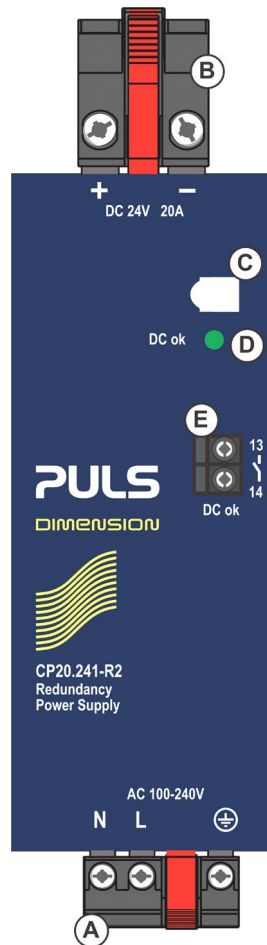 B
+ −
DC 24V 20A
C
DC ok
D
E
13
14
DC ok
PULS
DIMENSION
CP20.241-R2
Redundancy
Power Supply
AC 100-240V
N L
A